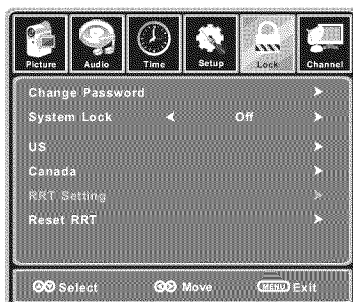 Picture Audio Time Setup Lock Channel
Change Password
System Lock Off
US
Canada
RRT Setting
Reset RRT
Select Move MENU Exit